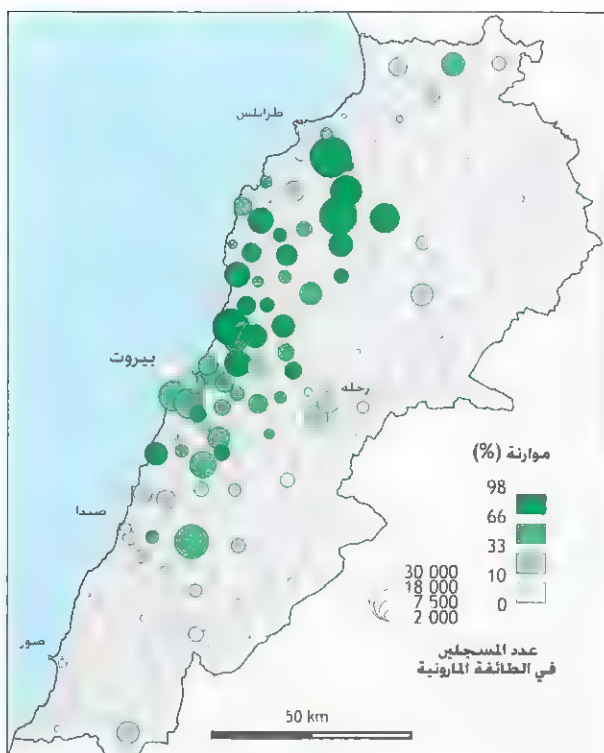 طرابلس
بيروت
زحله
صيدا
صور
موارنة (%)
98
66
33
10
0
30 000
18 000
7 500
2 000
عدد المسجلين
في الطائفة المارونية
50 km